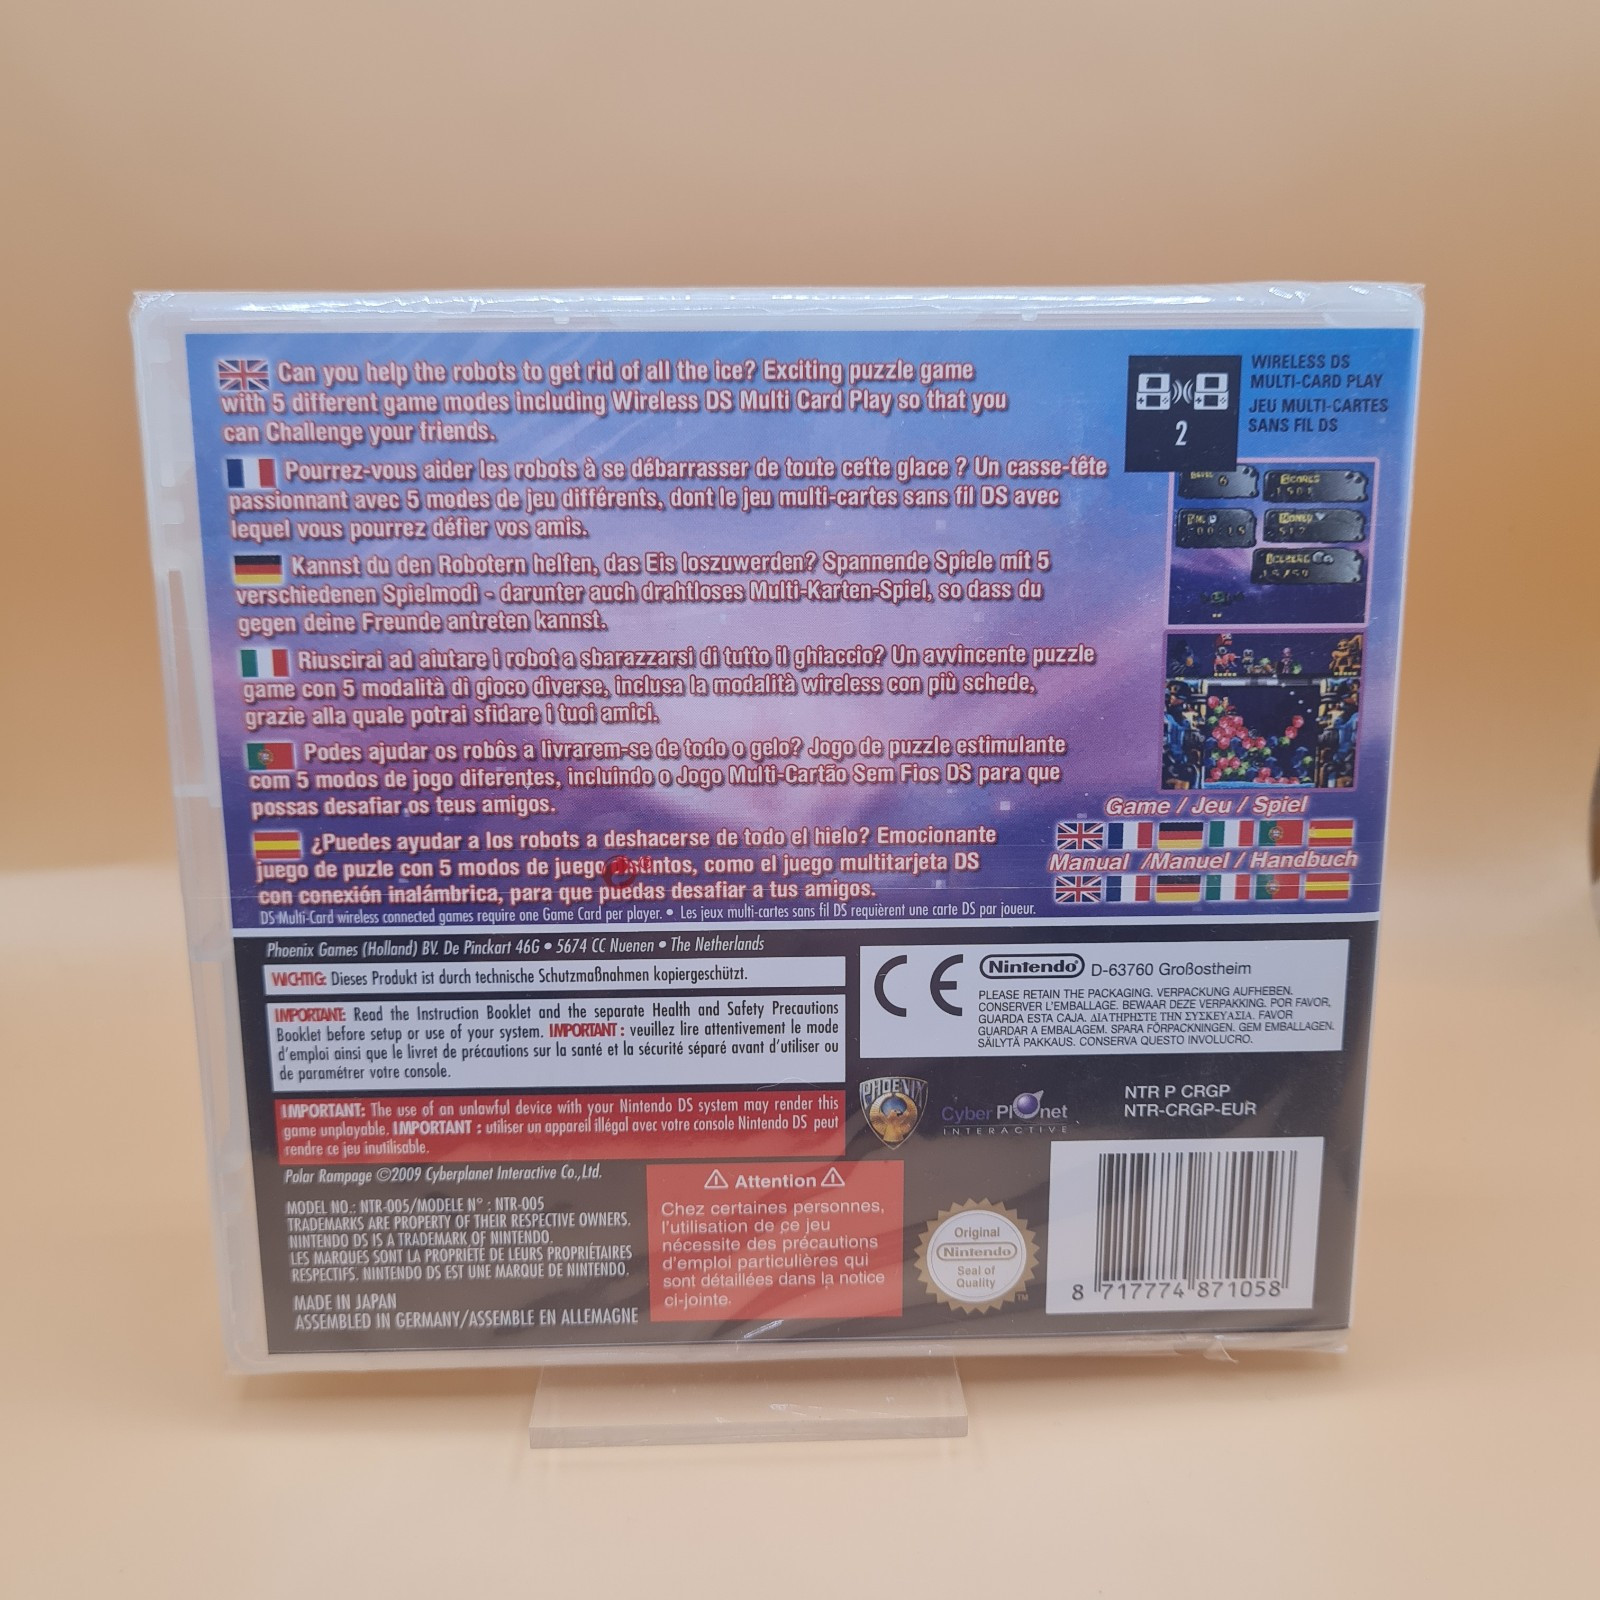 Can you help the robots to get rid of all the ice? Exciting puzzle game
with 5 different game modes including Wireless DS Multi Card Play so that you
can Challenge your friends.
Pourrez-vous aider les robots à se débarrasser de toute cette glace ? Un casse-tête
passionnant avec 5 modes de jeu différents, dont le jeu multi-cartes sans fil DS avec
lequel vous pourrez défier vos amis.
Kannst du den Robotern helfen, das Eis loszuwerden? Spannende Spiele mit 5
verschiedenen Spielmodi - darunter auch drahtloses Multi-Karten-Spiel, so dass du
gegen deine Freunde antreten kannst.
Riuscirai ad aiutare i robot a sbarazzarsi di tutto il ghiaccio? Un avvincente puzzle
game con 5 modalità di gioco diverse, inclusa la modalità wireless con più schede,
grazie alla quale potrai sfidare i tuoi amici.
Podes ajudar os robôs a livrarem-se de todo o gelo? Jogo de puzzle estimulante
com 5 modos de jogo diferentes, incluindo o Jogo Multi-Cartão Sem Fios DS para que
possas desafiar os teus amigos.
¿Puedes ayudar a los robots a deshacerse de todo el hielo? Emocionante
juego de puzle con 5 modos de juego distintos, como el juego multitarjeta DS
con conexión inalámbrica, para que puedas desafiar a tus amigos.
DS Multi-Card wireless connected games require one Game Card per player. • Les jeux multi-cartes sans fil DS requièrent une carte DS par joueur.
2
WIRELESS DS
MULTI-CARD PLAY
JEU MULTI-CARTES
SANS FIL DS
Game / Jeu / Spiel
Manual /Manuel / Handbuch
Phoenix Games (Holland) BV. De Pinckart 46G • 5674 CC Nuenen • The Netherlands
WICHTIG: Dieses Produkt ist durch technische Schutzmaßnahmen kopiergeschützt.
IMPORTANT: Read the Instruction Booklet and the separate Health and Safety Precautions
Booklet before setup or use of your system. IMPORTANT : veuillez lire attentivement le mode
d'emploi ainsi que le livret de précautions sur la santé et la sécurité séparé avant d'utiliser ou
de paramétrer votre console.
IMPORTANT: The use of an unlawful device with your Nintendo DS system may render this
game unplayable. IMPORTANT : utiliser un appareil illégal avec votre console Nintendo DS peut
rendre ce jeu inutilisable.
Polar Rampage ©2009 Cyberplanet Interactive Co.,Ltd.
MODEL NO.: NTR-005/MODELE N° : NTR-005
TRADEMARKS ARE PROPERTY OF THEIR RESPECTIVE OWNERS.
NINTENDO DS IS A TRADEMARK OF NINTENDO.
LES MARQUES SONT LA PROPRIÉTÉ DE LEURS PROPRIÉTAIRES
RESPECTIFS. NINTENDO DS EST UNE MARQUE DE NINTENDO.
MADE IN JAPAN
ASSEMBLED IN GERMANY/ASSEMBLE EN ALLEMAGNE
Attention
Chez certaines personnes,
l'utilisation de ce jeu
nécessite des précautions
d'emploi particulières qui
sont détaillées dans la notice
ci-jointe.
CE
Nintendo D-63760 Großostheim
PLEASE RETAIN THE PACKAGING. VERPACKUNG AUFHEBEN.
CONSERVER L'EMBALLAGE. BEWAAR DEZE VERPAKKING. POR FAVOR,
GUARDA ESTA CAJA. ΔΙΑΤΗΡΗΣΤΕ ΤΗΝ ΣΥΣΚΕΥΑΣΙΑ. FAVOR
GUARDAR A EMBALAGEM. SPARA FÖRPACKNINGEN. GEM EMBALLAGEN.
SÄILYTÄ PAKKAUS. CONSERVA QUESTO INVOLUCRO.
PHOENIX
Cyber Planet
INTERACTIVE
NTR P CRGP
NTR-CRGP-EUR
Original
Nintendo
Seal of
Quality
TM
8 717774 871058